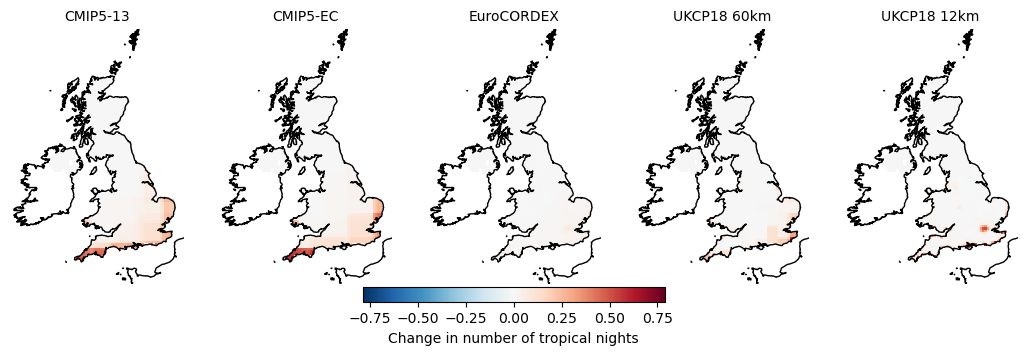 CMIP5-13
CMIP5-EC
EuroCORDEX
UKCP18 60km
UKCP18 12km
−0.75
−0.50
−0.25
0.00
0.25
0.50
0.75
Change in number of tropical nights